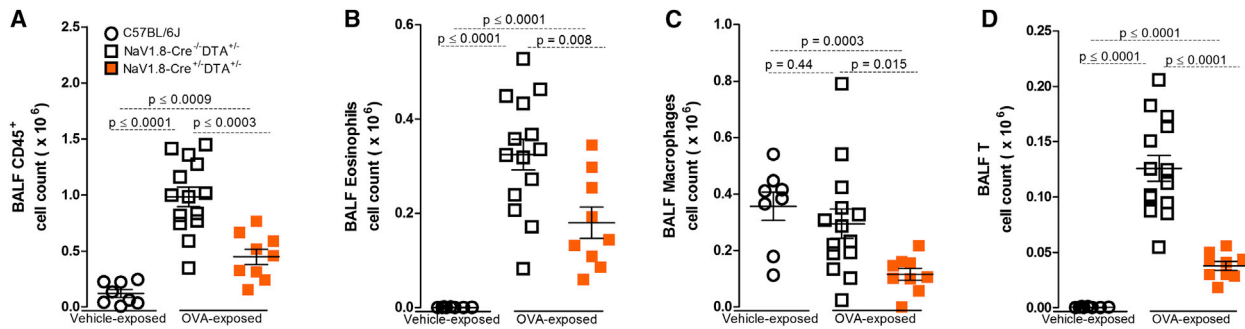 A
BALF CD45⁺
cell count ( x 10⁶)
2.5
2.0
1.5
1.0
0.5
0.0
C57BL/6J
NaV1.8-Cre⁻/⁻DTA⁺/⁻
NaV1.8-Cre⁺/⁻DTA⁺/⁻
p ≤ 0.0009
p ≤ 0.0001
p ≤ 0.0003
Vehicle-exposed
OVA-exposed
B
BALF Eosinophils
cell count ( x 10⁶)
0.6
0.4
0.2
0.0
p ≤ 0.0001
p ≤ 0.0001
p = 0.008
Vehicle-exposed
OVA-exposed
C
BALF Macrophages
cell count ( x 10⁶)
1.0
0.8
0.6
0.4
0.2
0.0
p = 0.0003
p = 0.44
p = 0.015
Vehicle-exposed
OVA-exposed
D
BALF T
cell count ( x 10⁶)
0.25
0.20
0.15
0.10
0.05
0.00
p ≤ 0.0001
p ≤ 0.0001
p ≤ 0.0001
Vehicle-exposed
OVA-exposed